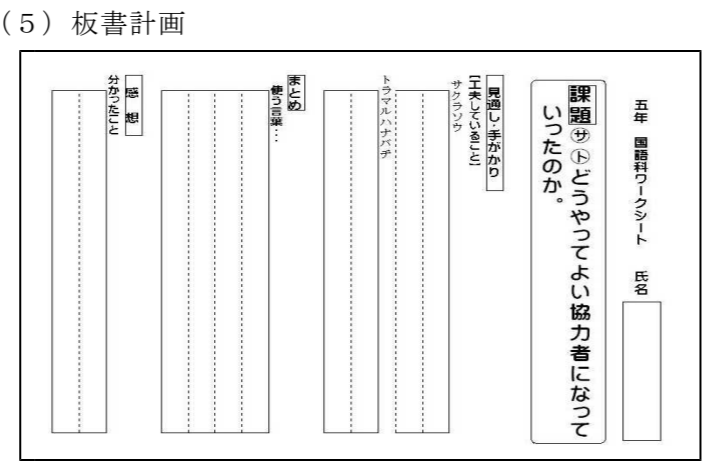 (5)板書計画
五年 国語科ワークシート 氏名
課題 ㋚ ㋣ どうやってよい協力者になって
いったのか。
見通し・手がかり
【工夫していること】
サクラソウ
トラマルハナバチ
まとめ
使う言葉…
感想
分かったこと